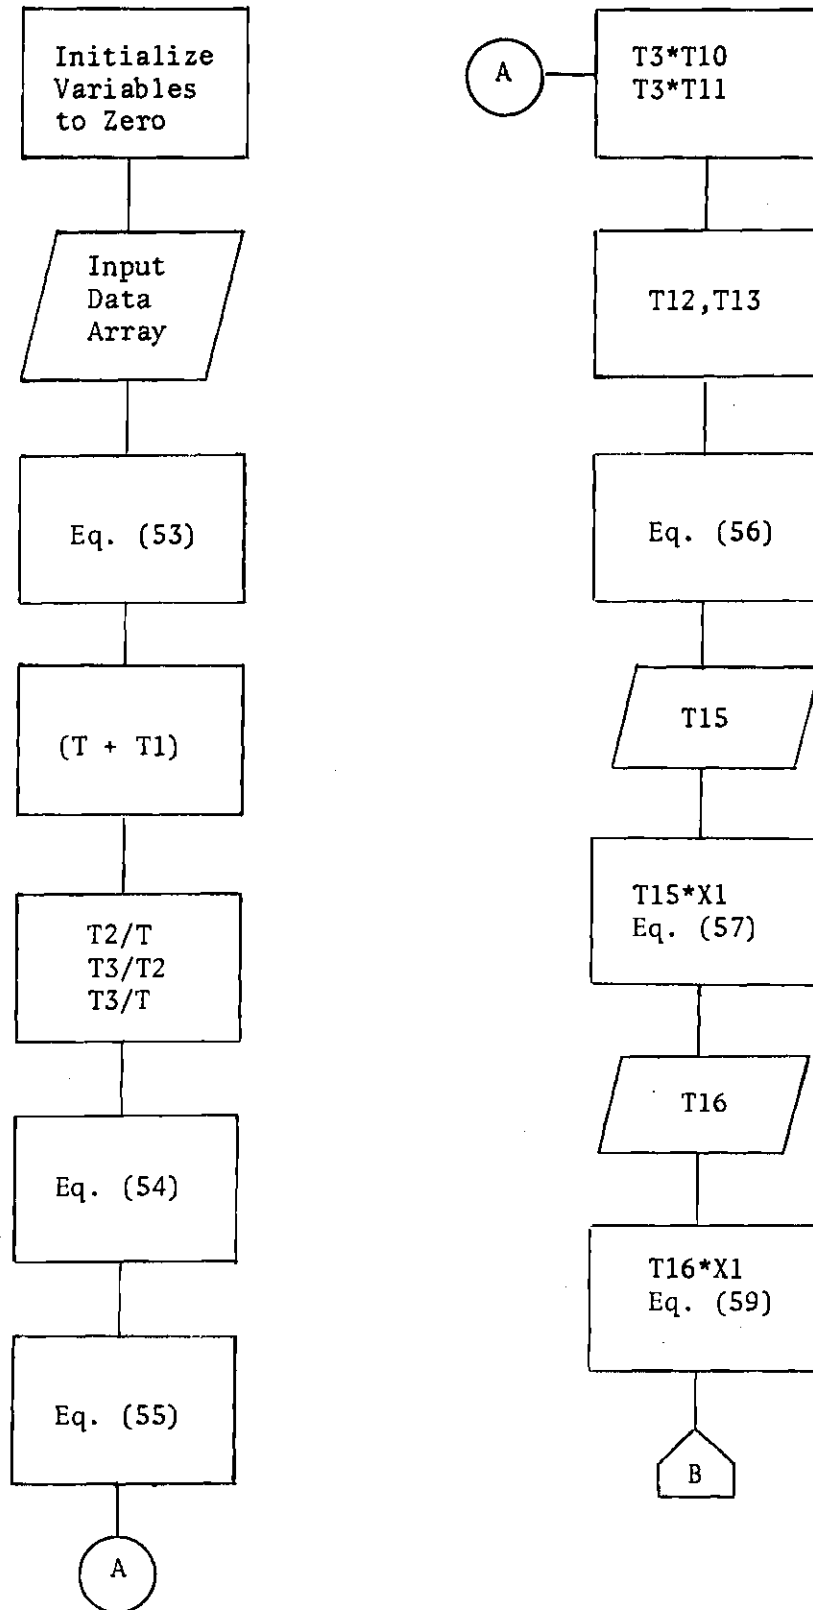 Initialize
Variables
to Zero
Input
Data
Array
Eq. (53)
(T + T1)
T2/T
T3/T2
T3/T
Eq. (54)
Eq. (55)
A
A
T3*T10
T3*T11
T12,T13
Eq. (56)
T15
T15*X1
Eq. (57)
T16
T16*X1
Eq. (59)
B